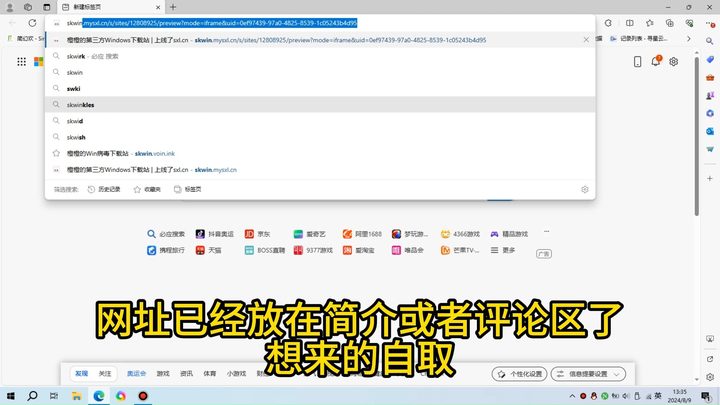 新建标签页
skwin.mysxl.cn/s/sites/12808925/preview?mode=iframe&uid=0ef97439-97a0-4825-8539-1c05243b4d95
橙橙的第三方Windows下载站 | 上线了sxl.cn - skwin.mysxl.cn/s/sites/12808925/preview?mode=iframe&uid=0ef97439-97a0-4825-8539-1c05243b4d95
skwirk - 必应 搜索
skwin
swki
skwinkles
skwid
skwish
橙橙的Win病毒下载站 - skwin.voin.ink
橙橙的第三方Windows下载站 | 上线了sxl.cn - skwin.mysxl.cn
筛选搜索: 历史记录 收藏夹 标签页
记录列表 - 寻星云...
必应搜索 抖音奥运 京东 爱奇艺 阿里1688 梦玩游... 4366游戏 精品游戏 ...
携程旅行 天猫 BOSS直聘 9377游戏 爱淘宝 唯品会 芒果TV-... 更多
广告
网址已经放在简介或者评论区了
想来的自取
发现 关注 奥运会 游戏 资讯 体育 小游戏
个性化设置 信息提要设置
英
13:35
2024/8/9